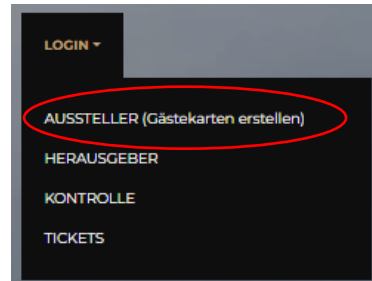 LOGIN
AUSSTELLER (Gästekarten erstellen)
HERAUSGEBER
KONTROLLE
TICKETS